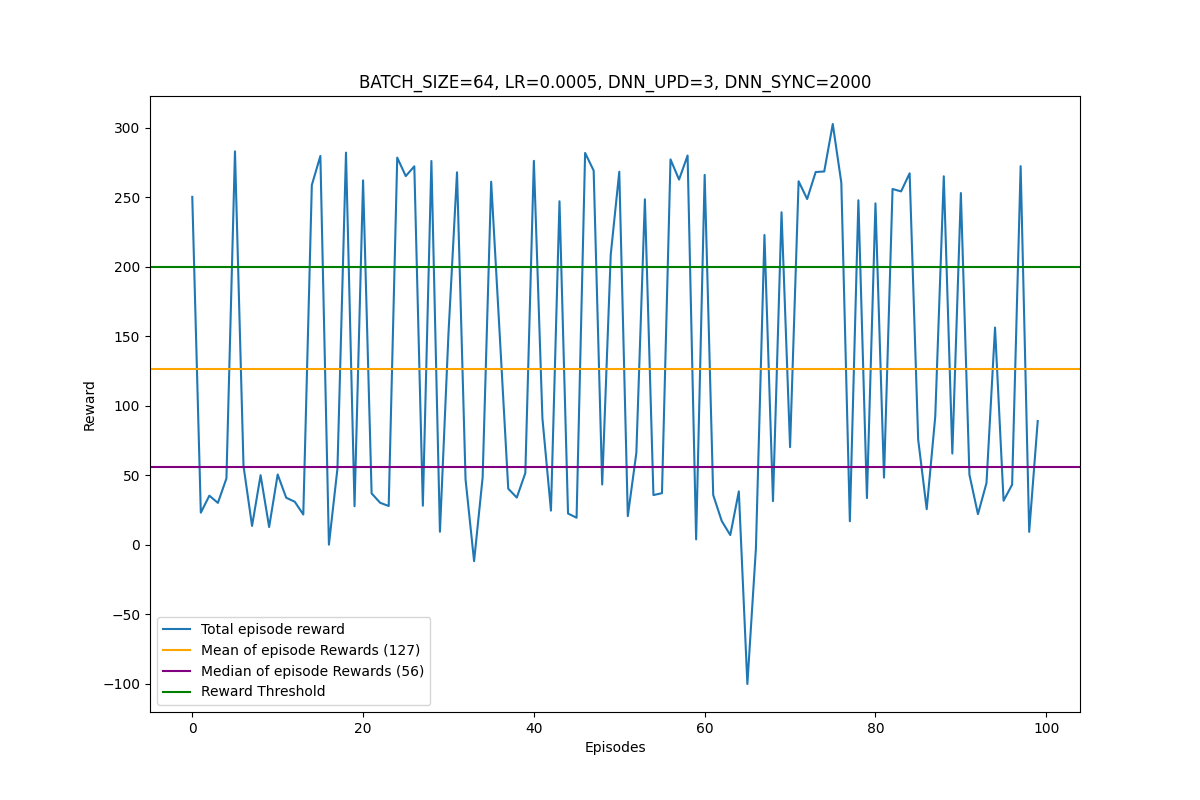 BATCH_SIZE=64, LR=0.0005, DNN_UPD=3, DNN_SYNC=2000
300
250
200
150
100
50
0
−50
−100
Reward
Total episode reward
Mean of episode Rewards (127)
Median of episode Rewards (56)
Reward Threshold
0 20 40 60 80 100
Episodes